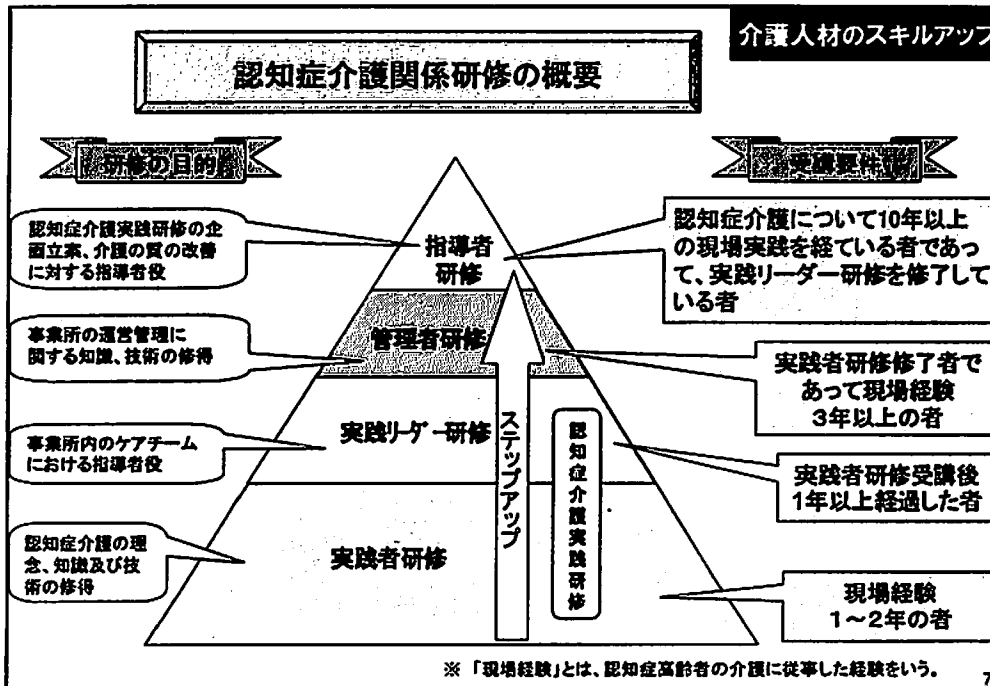 介護人材のスキルアップ
認知症介護関係研修の概要
研修の目的
受講要件
認知症介護実践研修の企
画立案、介護の質の改善
に対する指導者役
指導者
研修
認知症介護について10年以上
の現場実践を経ている者であっ
て、実践リーダー研修を修了して
いる者
事業所の運営管理に
関する知識、技術の修得
管理者研修
実践者研修修了者で
あって現場経験
3年以上の者
事業所内のケアチーム
における指導者役
実践リーダー研修
ステップアップ
認知症介護実践研修
実践者研修受講後
1年以上経過した者
認知症介護の理
念、知識及び技
術の修得
実践者研修
現場経験
1～2年の者
※ 「現場経験」とは、認知症高齢者の介護に従事した経験をいう。
7